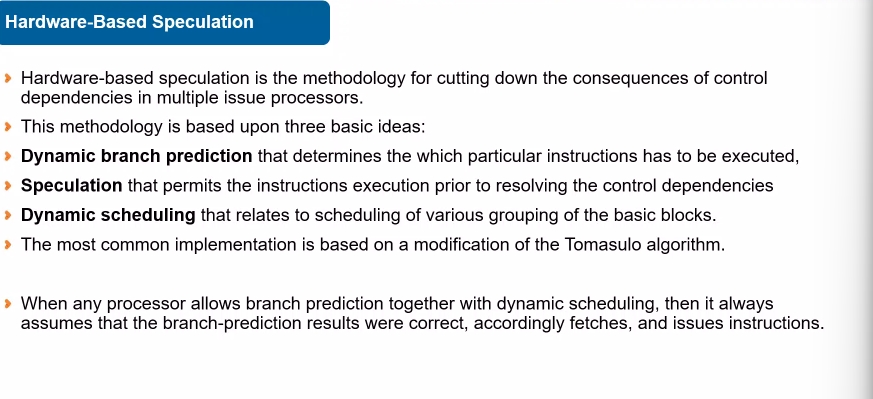 Hardware-Based Speculation
Hardware-based speculation is the methodology for cutting down the consequences of control
dependencies in multiple issue processors.
This methodology is based upon three basic ideas:
Dynamic branch prediction that determines the which particular instructions has to be executed,
Speculation that permits the instructions execution prior to resolving the control dependencies
Dynamic scheduling that relates to scheduling of various grouping of the basic blocks.
The most common implementation is based on a modification of the Tomasulo algorithm.
When any processor allows branch prediction together with dynamic scheduling, then it always
assumes that the branch-prediction results were correct, accordingly fetches, and issues instructions.